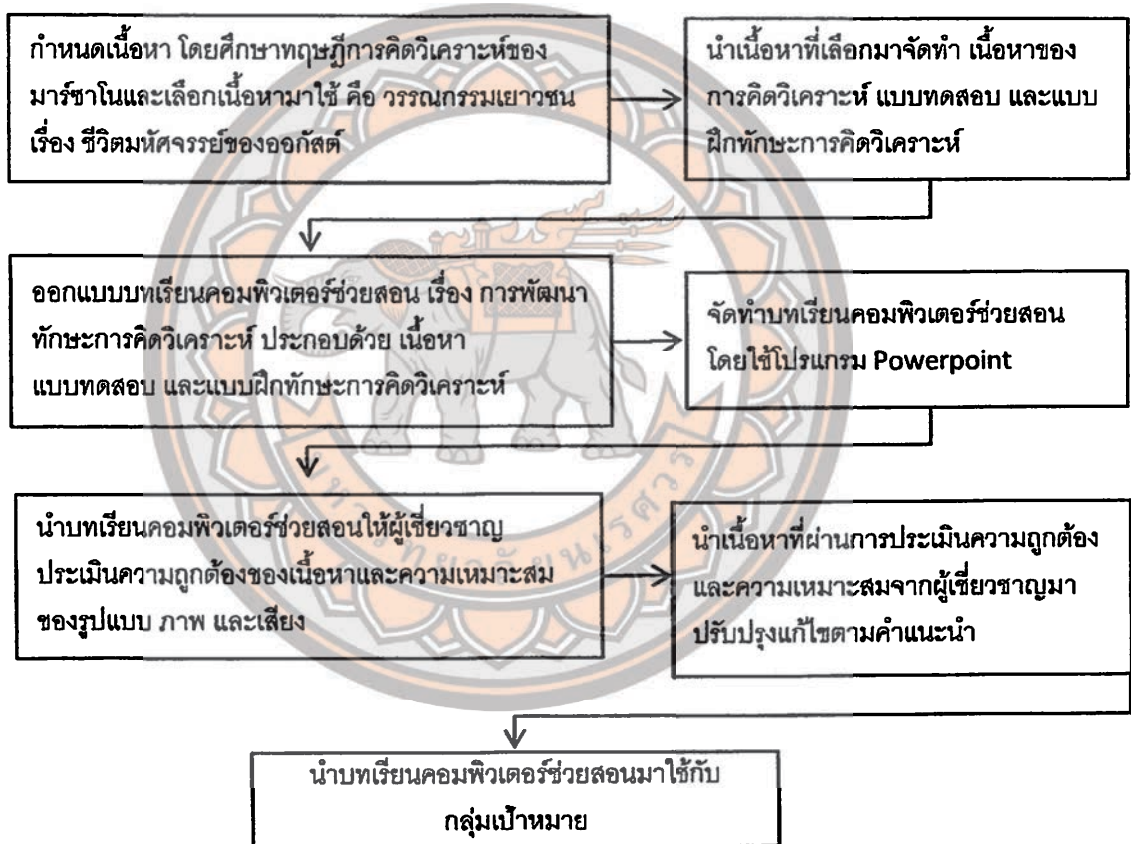 กำหนดเนื้อหา โดยศึกษาทฤษฎีการคิดวิเคราะห์ของ
มาร์ซาโนและเลือกเนื้อหามาใช้ คือ วรรณกรรมเยาวชน
เรื่อง ชีวิตมหัศจรรย์ของออกัสต์
นำเนื้อหาที่เลือกมาจัดทำ เนื้อหาของ
การคิดวิเคราะห์ แบบทดสอบ และแบบ
ฝึกทักษะการคิดวิเคราะห์
ออกแบบบทเรียนคอมพิวเตอร์ช่วยสอน เรื่อง การพัฒนา
ทักษะการคิดวิเคราะห์ ประกอบด้วย เนื้อหา
แบบทดสอบ และแบบฝึกทักษะการคิดวิเคราะห์
จัดทำบทเรียนคอมพิวเตอร์ช่วยสอน
โดยใช้โปรแกรม Powerpoint
นำบทเรียนคอมพิวเตอร์ช่วยสอนให้ผู้เชี่ยวชาญ
ประเมินความถูกต้องของเนื้อหาและความเหมาะสม
ของรูปแบบ ภาพ และเสียง
นำเนื้อหาที่ผ่านการประเมินความถูกต้อง
และความเหมาะสมจากผู้เชี่ยวชาญมา
ปรับปรุงแก้ไขตามคำแนะนำ
นำบทเรียนคอมพิวเตอร์ช่วยสอนมาใช้กับ
กลุ่มเป้าหมาย
มหาวิทยาลัยนเรศวร